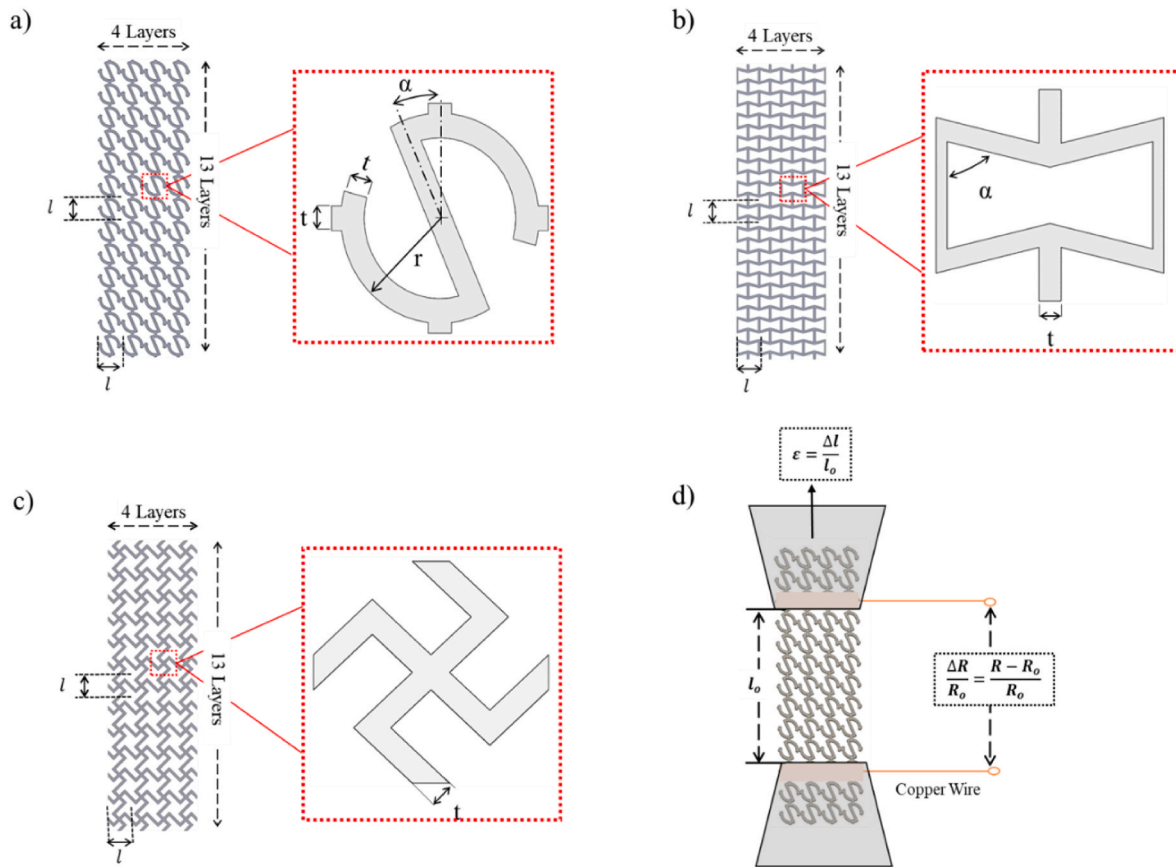 a)
4 Layers
13 Layers
l
l
α
t
t
r
b)
4 Layers
13 Layers
l
l
α
t
c)
4 Layers
13 Layers
l
l
t
d)
ε = Δl / lₒ
lₒ
ΔR / Rₒ = R − Rₒ / Rₒ
Copper Wire